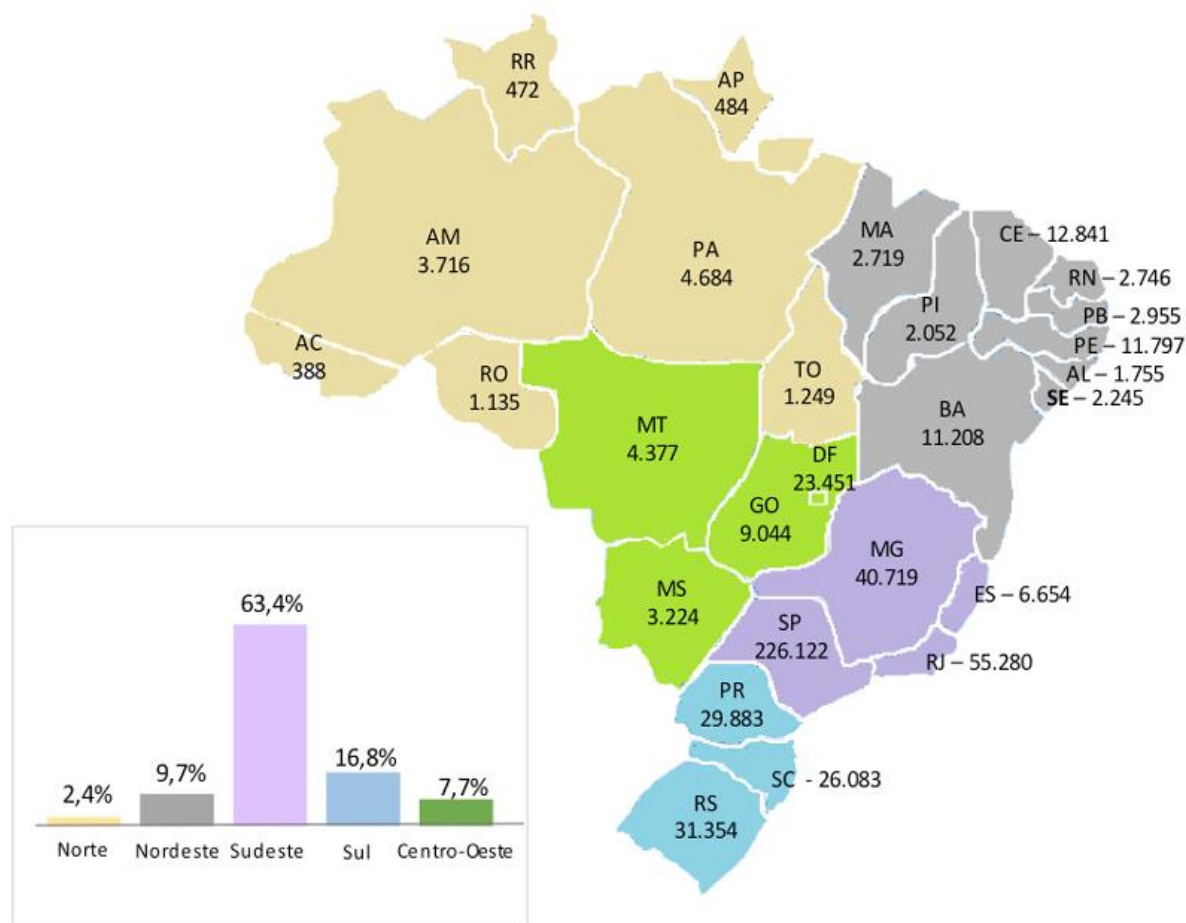 RR
472
AP
484
AM
3.716
PA
4.684
MA
2.719
CE – 12.841
RN – 2.746
PI
2.052
PB – 2.955
PE – 11.797
AL – 1.755
SE – 2.245
AC
388
RO
1.135
TO
1.249
BA
11.208
MT
4.377
DF
23.451
GO
9.044
MG
40.719
MS
3.224
ES – 6.654
SP
226.122
RJ – 55.280
PR
29.883
SC - 26.083
RS
31.354
2,4%
9,7%
63,4%
16,8%
7,7%
Norte
Nordeste
Sudeste
Sul
Centro-Oeste